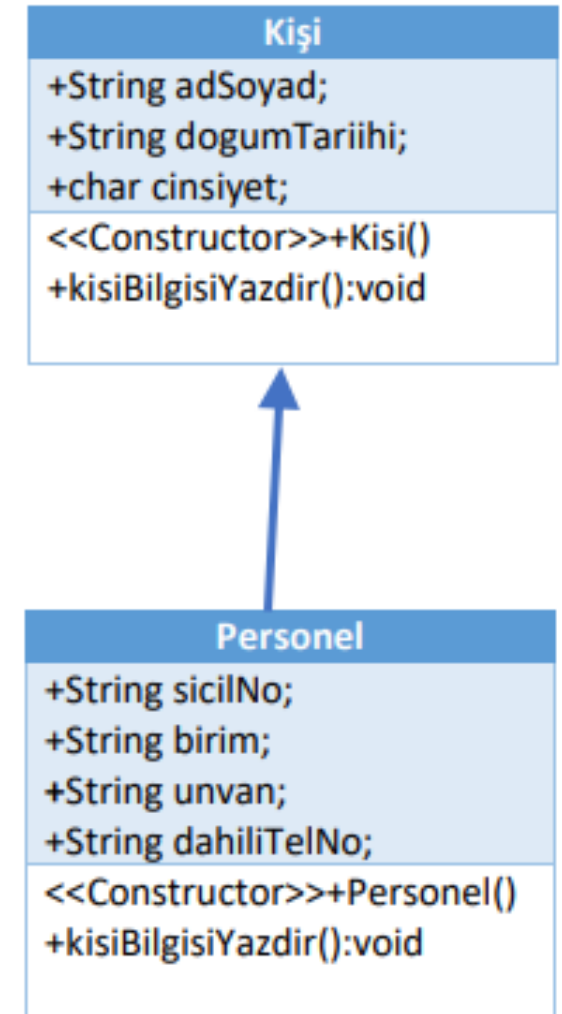 Kişi
+String adSoyad;
+String dogumTariihi;
+char cinsiyet;
<<Constructor>>+Kisi()
+kisiBilgisiYazdir():void
Personel
+String sicilNo;
+String birim;
+String unvan;
+String dahiliTelNo;
<<Constructor>>+Personel()
+kisiBilgisiYazdir():void